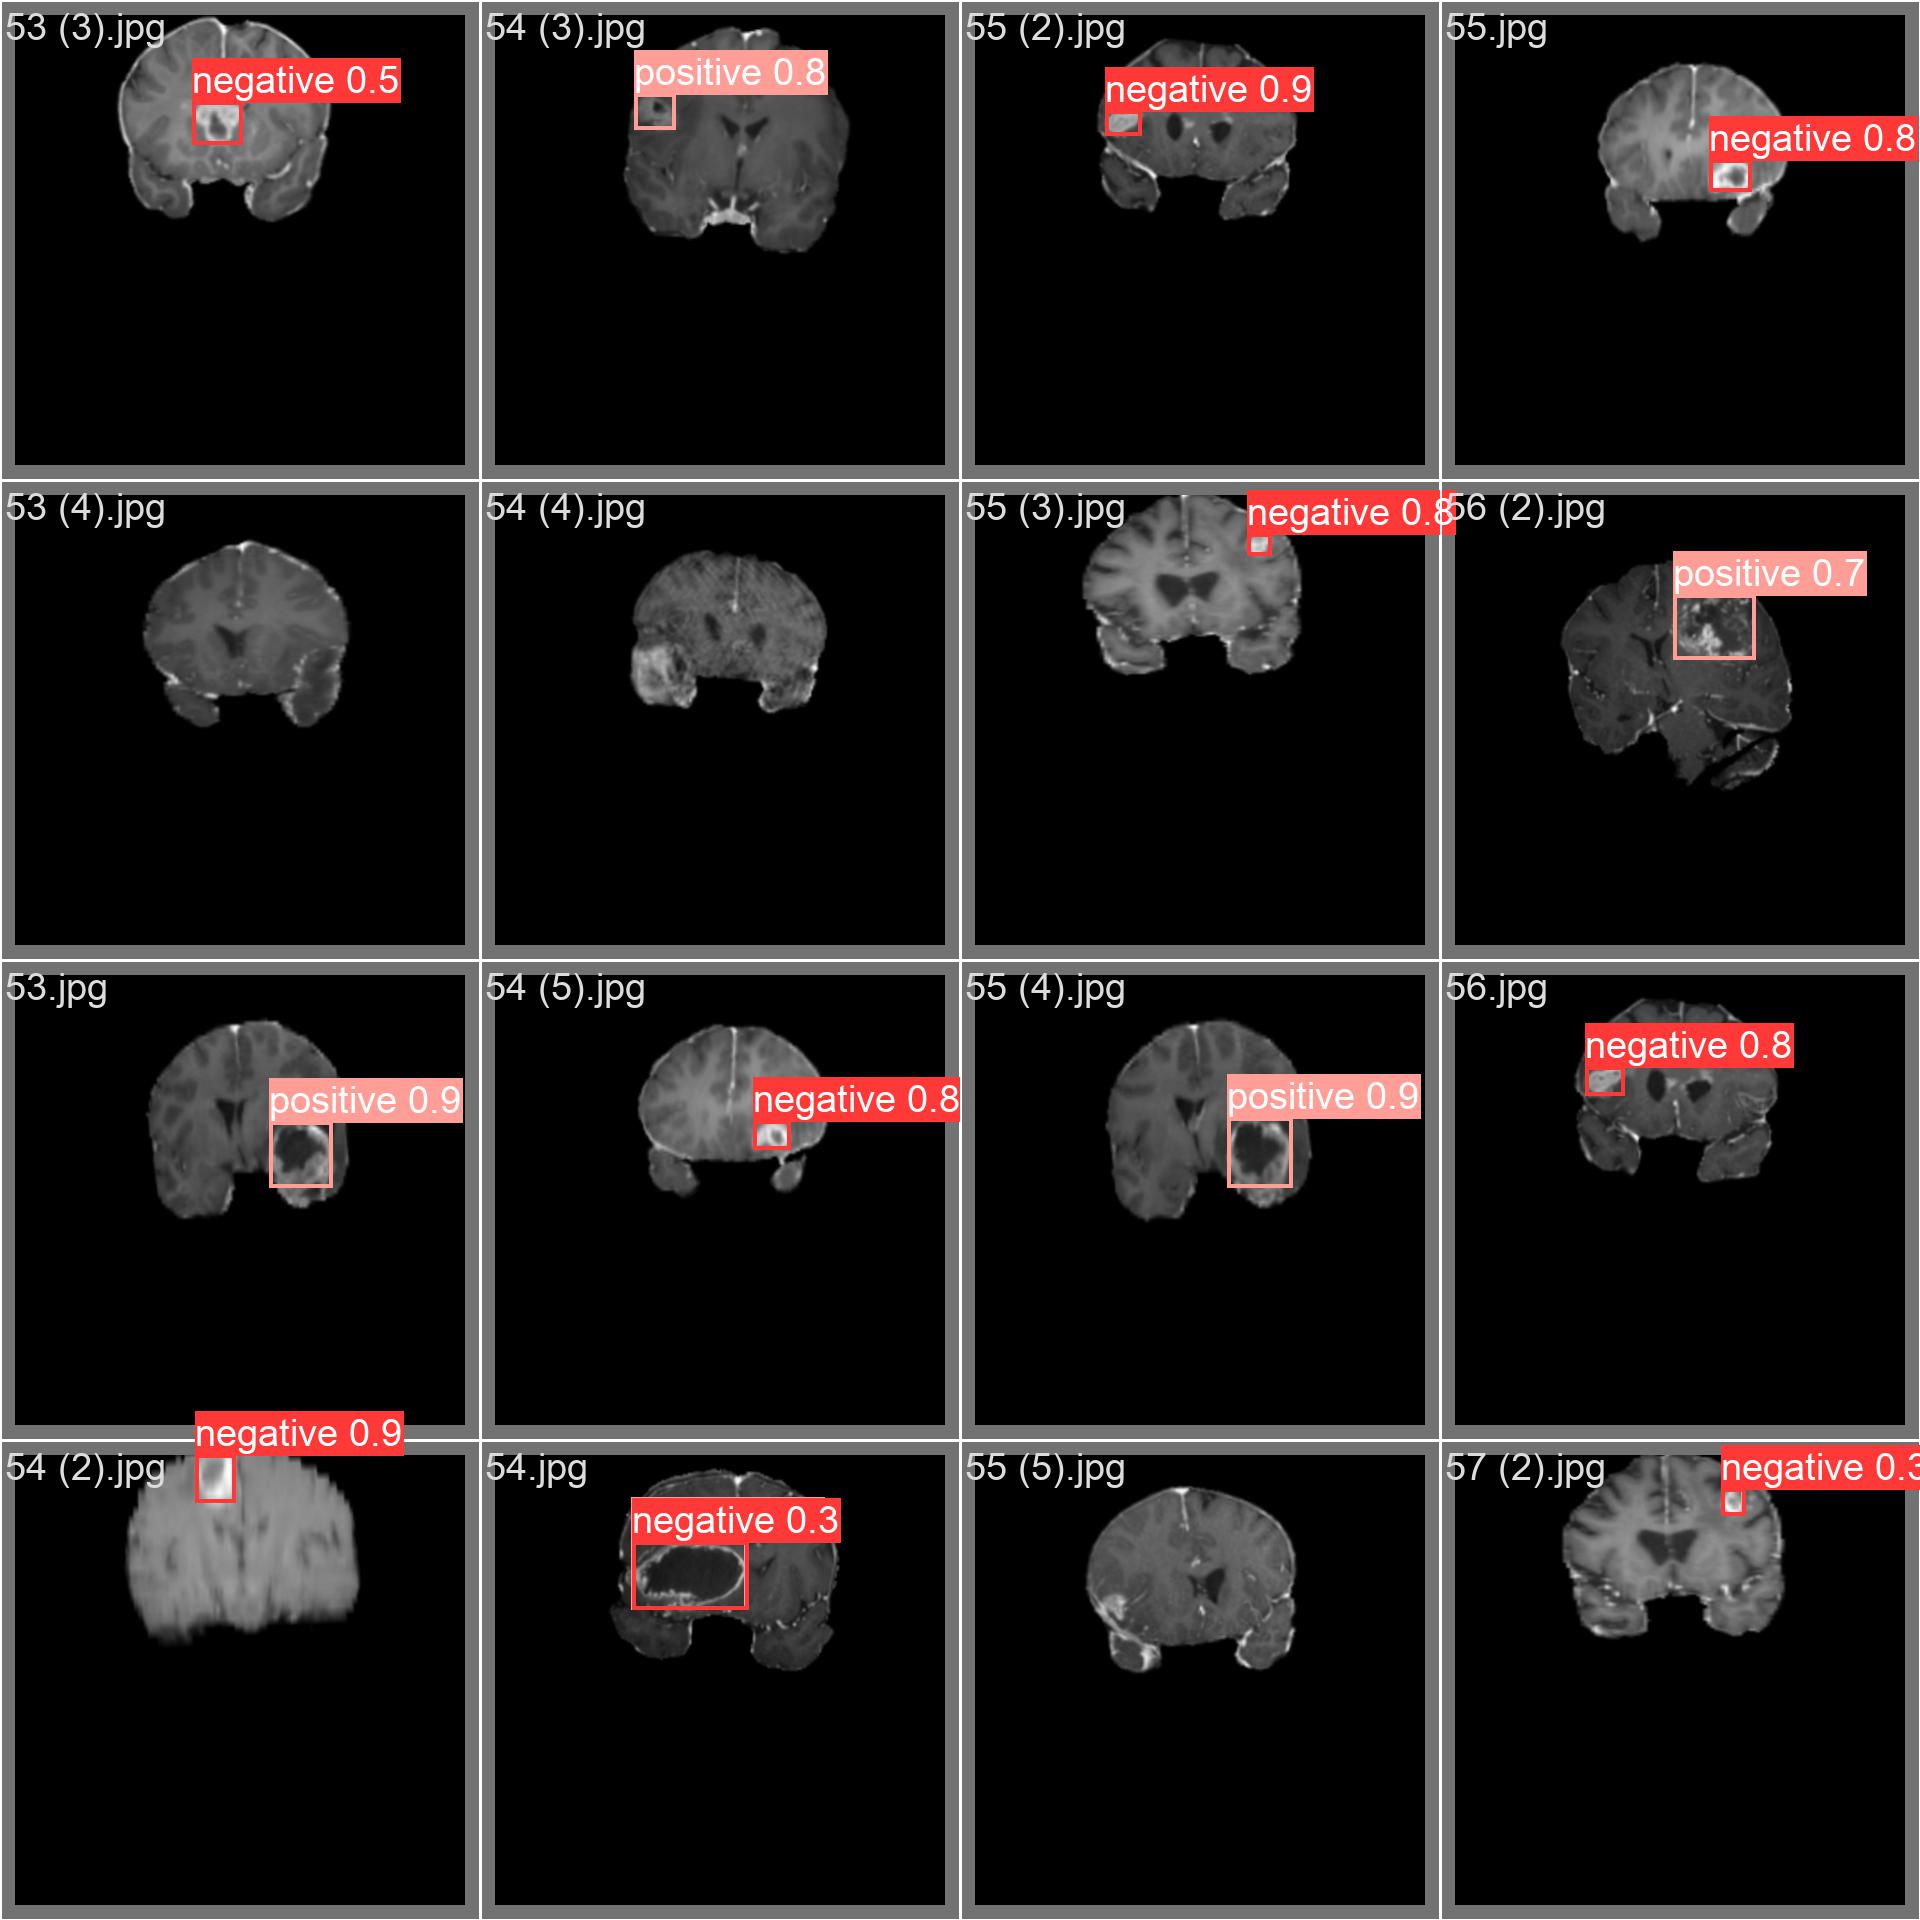 53 (3).jpg
negative 0.5
54 (3).jpg
positive 0.8
55 (2).jpg
negative 0.9
55.jpg
negative 0.8
53 (4).jpg
54 (4).jpg
55 (3).jpg
negative 0.8
56 (2).jpg
positive 0.7
53.jpg
positive 0.9
54 (5).jpg
negative 0.8
55 (4).jpg
positive 0.9
56.jpg
negative 0.8
54 (2).jpg
negative 0.9
54.jpg
negative 0.3
55 (5).jpg
57 (2).jpg
negative 0.3